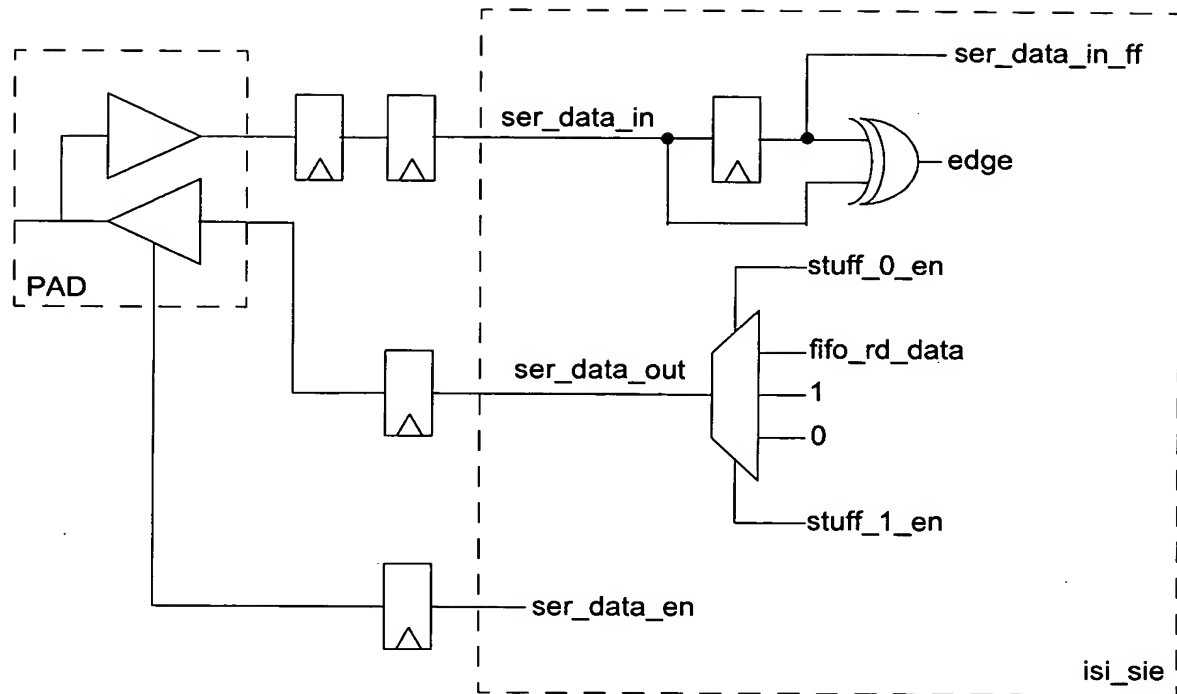 ser_data_in_ff
ser_data_in
edge
PAD
stuff_0_en
fifo_rd_data
ser_data_out
1
0
stuff_1_en
ser_data_en
isi_sie